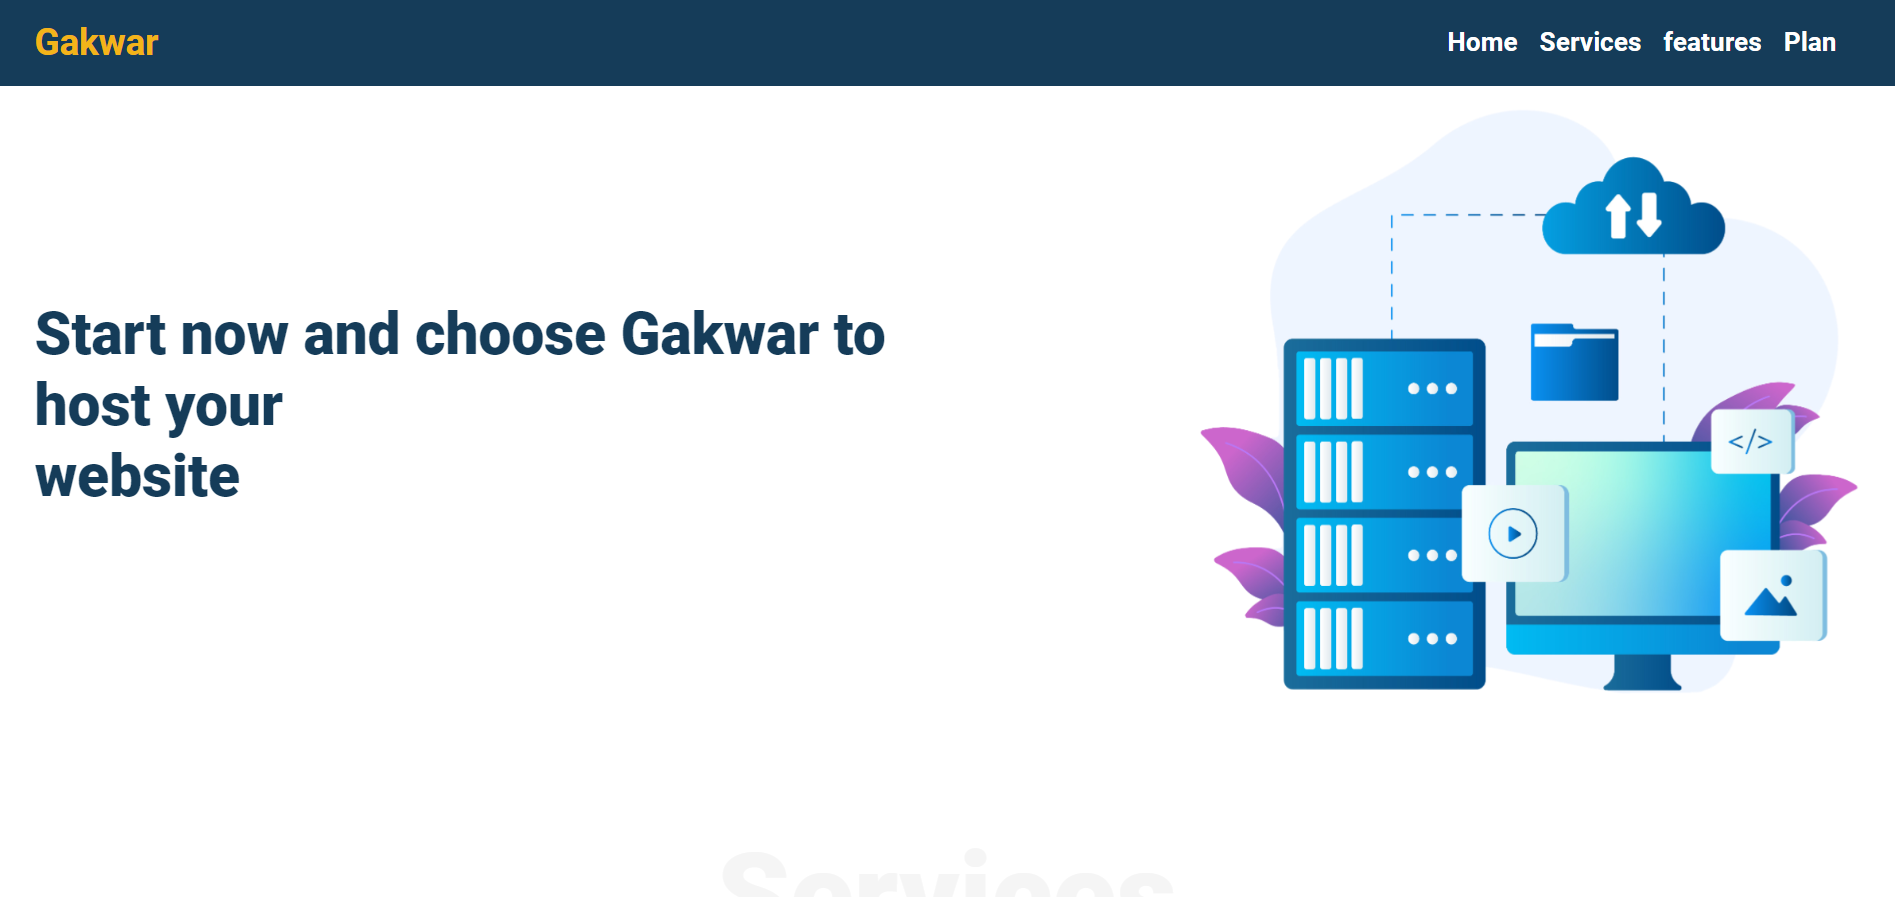 Gakwar
Home Services features Plan
Start now and choose Gakwar to
host your
website
</>
Services